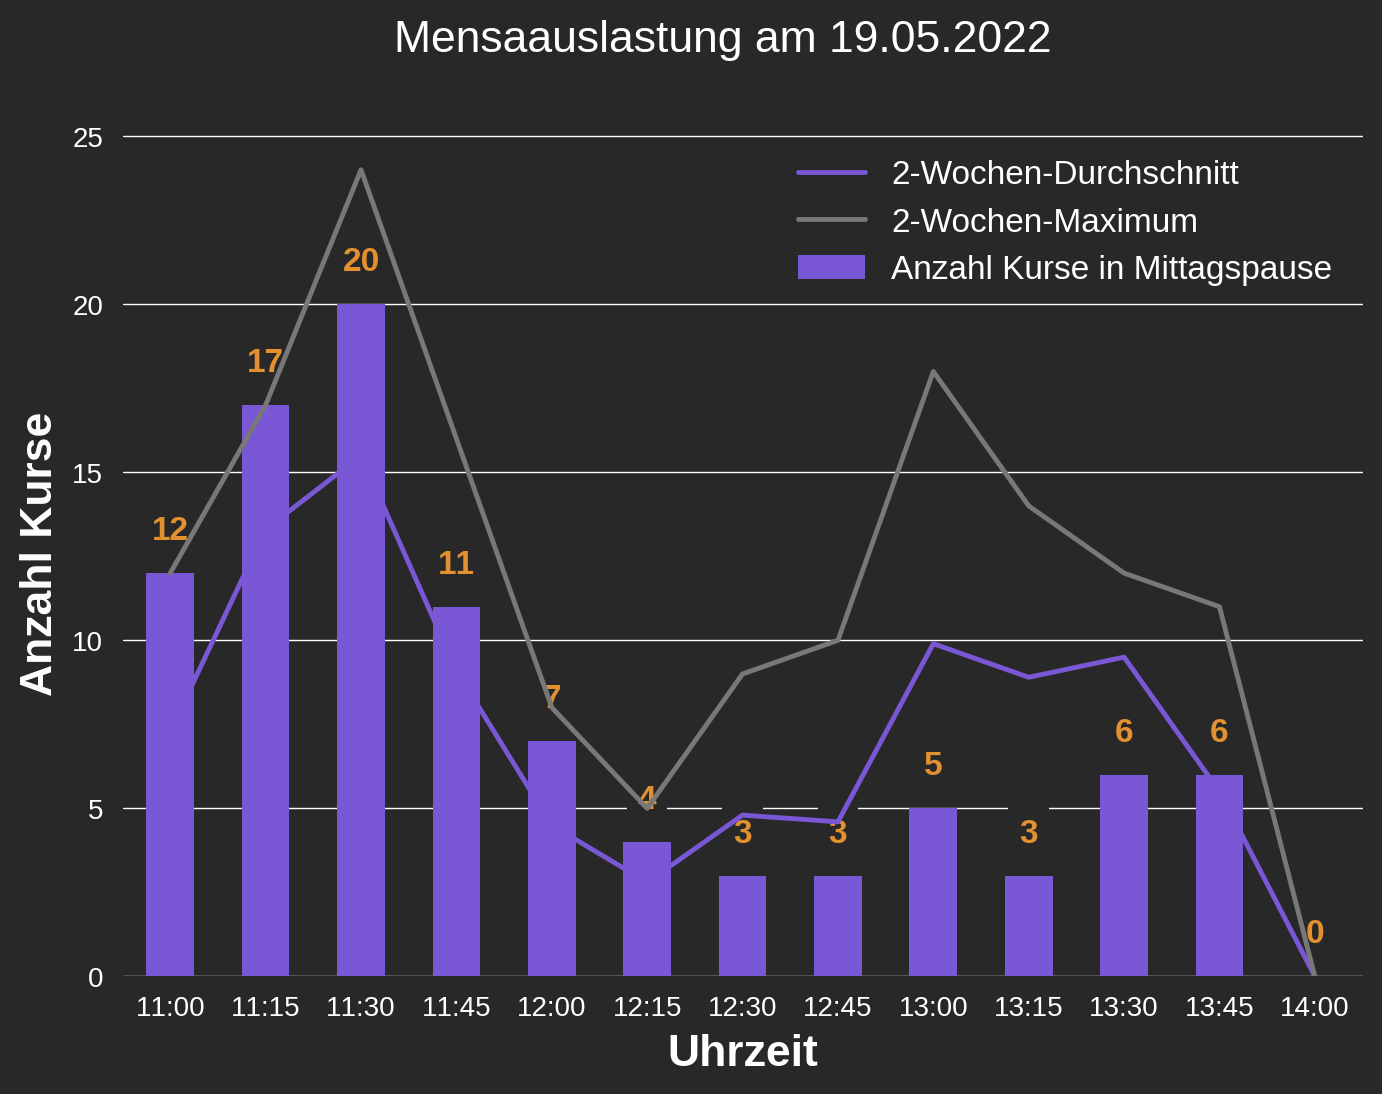 Mensaauslastung am 19.05.2022
25
20
15
10
5
0
Anzahl Kurse
2-Wochen-Durchschnitt
2-Wochen-Maximum
Anzahl Kurse in Mittagspause
12
17
20
11
7
4
3
3
5
3
6
6
0
11:00 11:15 11:30 11:45 12:00 12:15 12:30 12:45 13:00 13:15 13:30 13:45 14:00
Uhrzeit